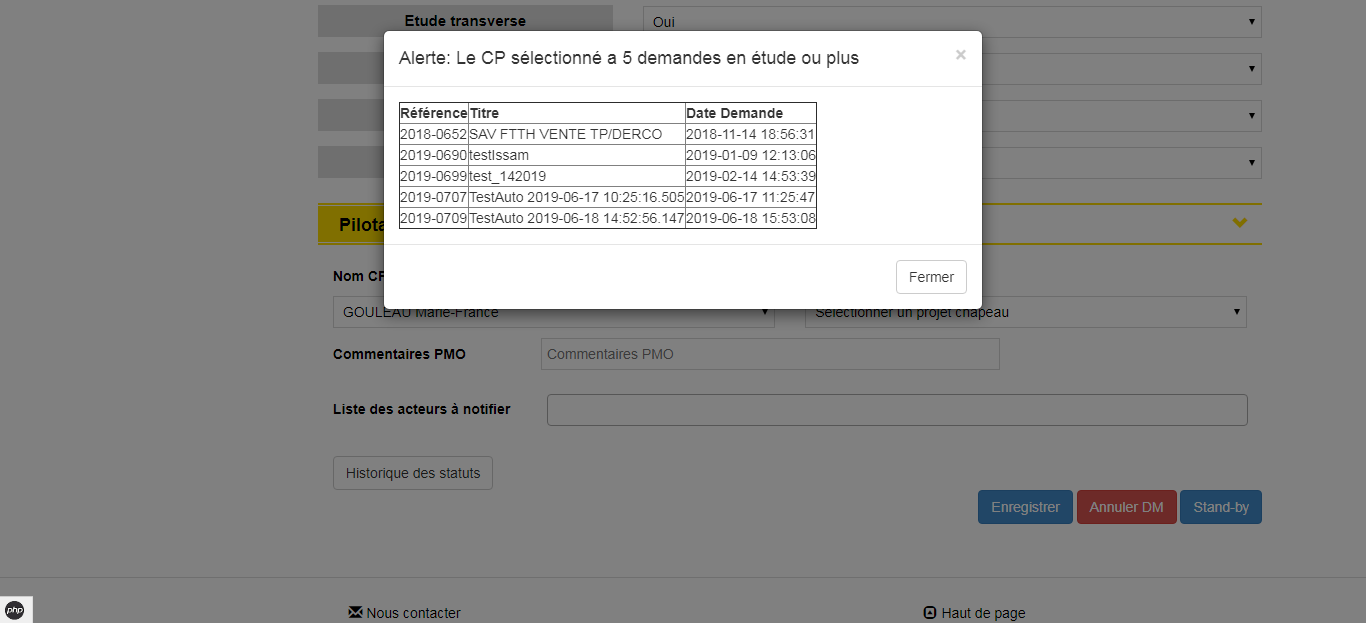 Etude transverse Oui
Alerte: Le CP sélectionné a 5 demandes en étude ou plus ×
Référence Titre Date Demande
2018-0652 SAV FTTH VENTE TP/DERCO 2018-11-14 18:56:31
2019-0690 testIssam 2019-01-09 12:13:06
2019-0699 test_142019 2019-02-14 14:53:39
2019-0707 TestAuto 2019-06-17 10:25:16.505 2019-06-17 11:25:47
2019-0709 TestAuto 2019-06-18 14:52:56.147 2019-06-18 15:53:08
Pilota
Fermer
Nom CP
GOULEAU Marie-France Sélectionner un projet chapeau
Commentaires PMO Commentaires PMO
Liste des acteurs à notifier
Historique des statuts
Enregistrer Annuler DM Stand-by
php
Nous contacter Haut de page